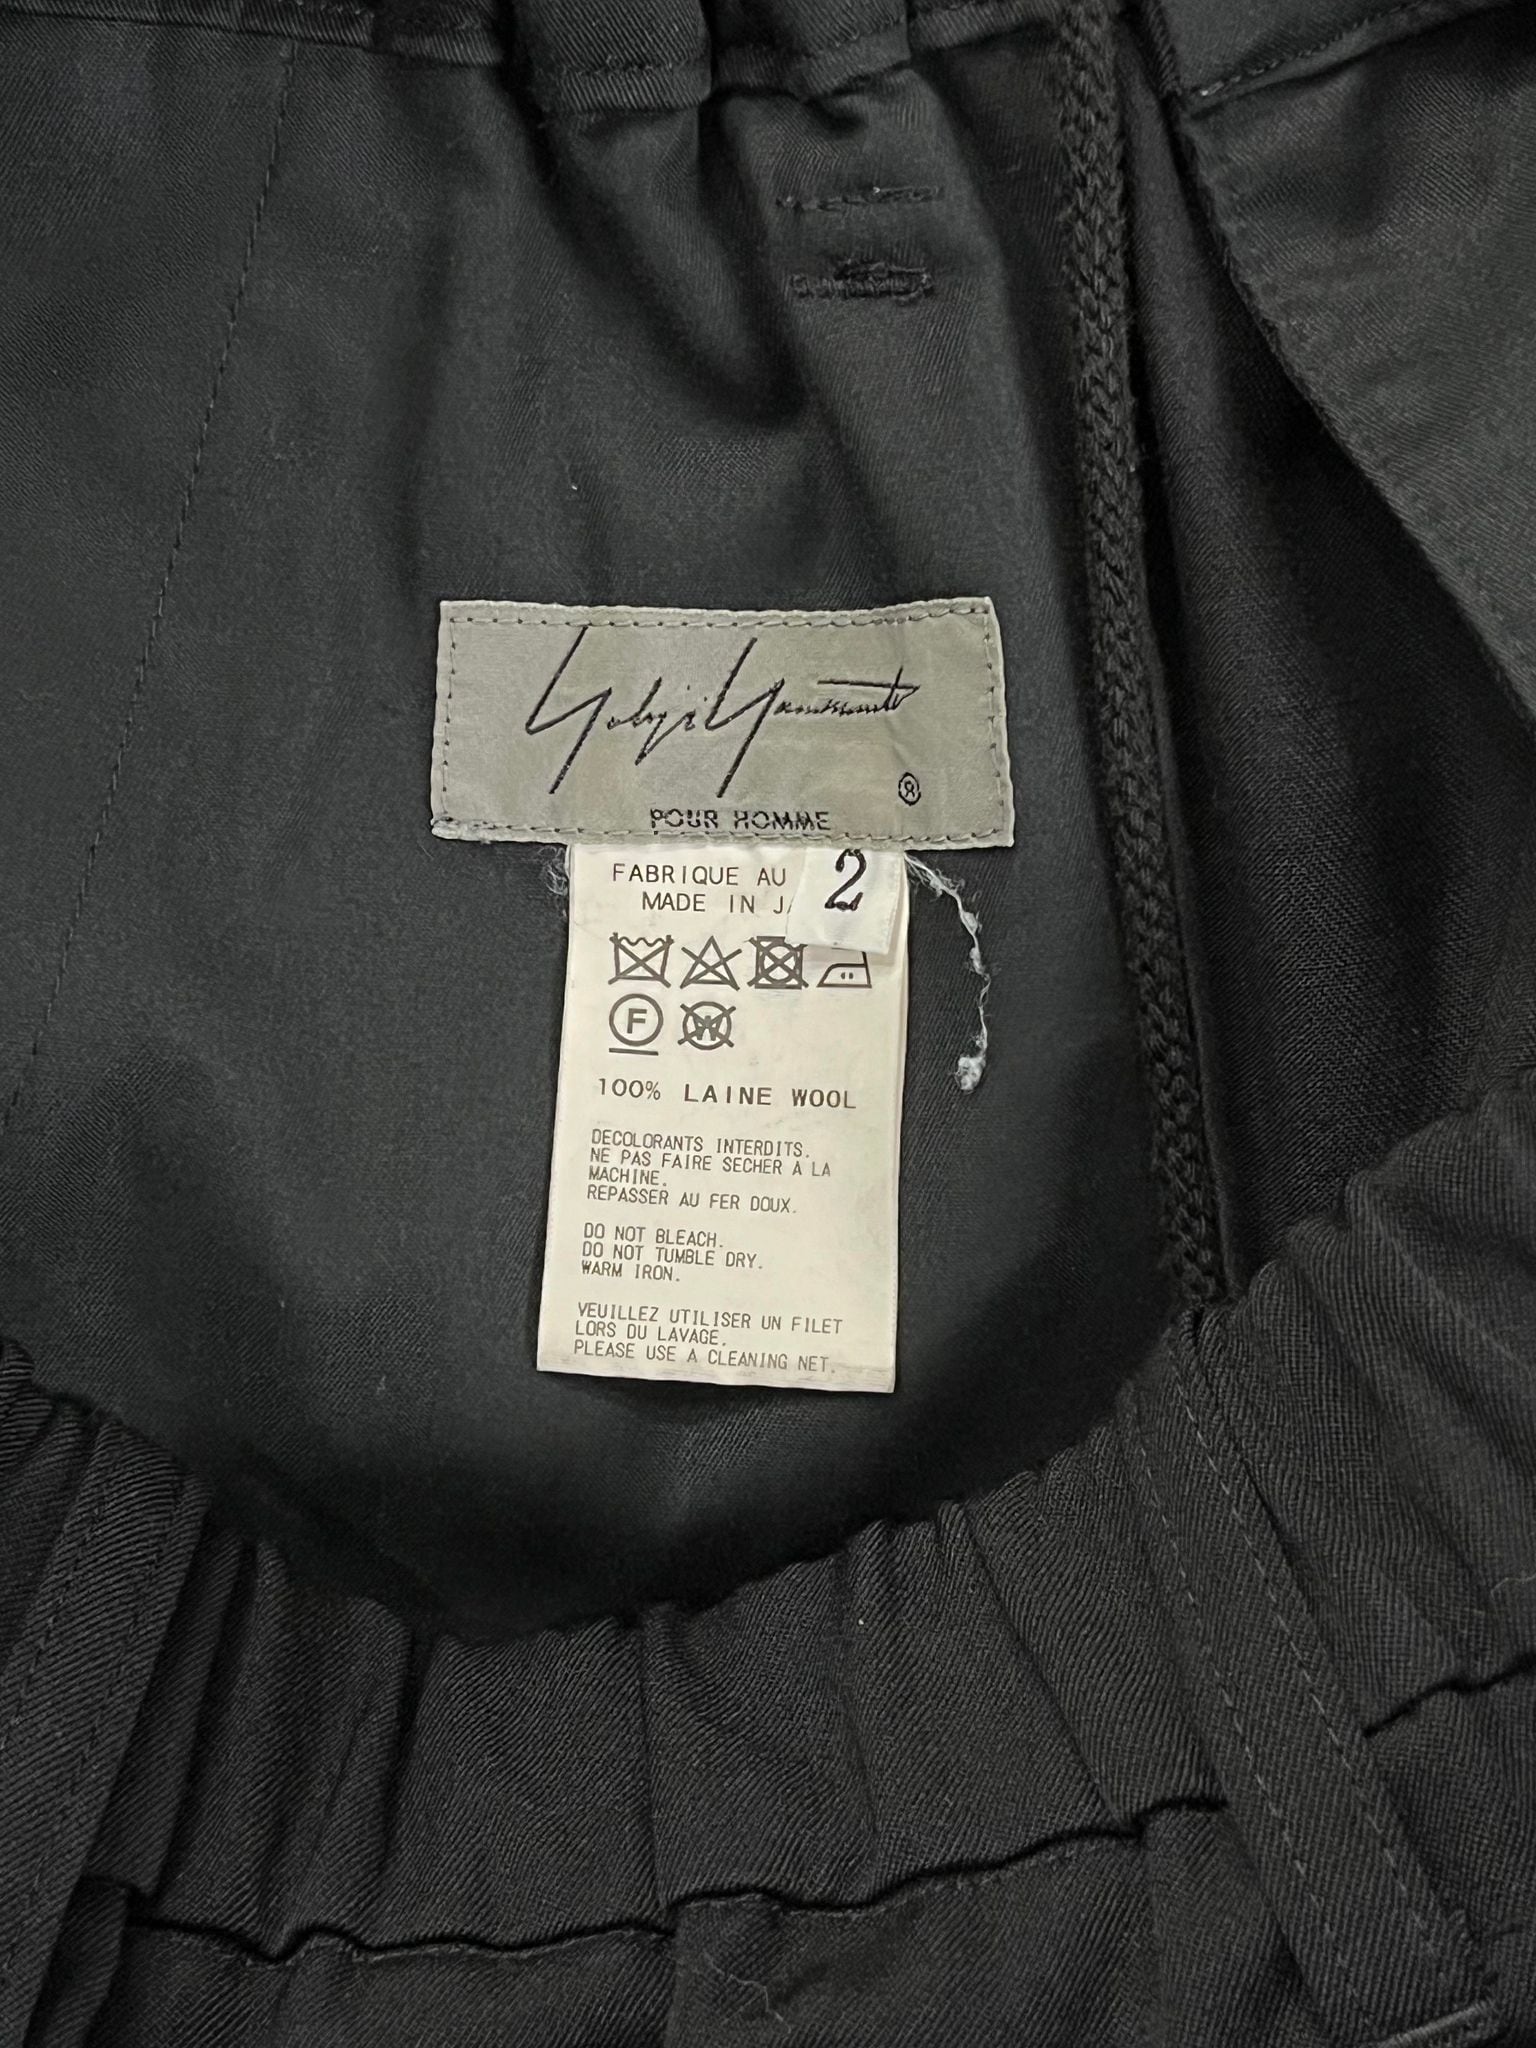 Yohji Yamamoto
®
POUR HOMME
2
FABRIQUE AU
MADE IN
F
W
100% LAINE WOOL
DECOLORANTS INTERDITS.
NE PAS FAIRE SECHER A LA
MACHINE.
REPASSER AU FER DOUX.
DO NOT BLEACH.
DO NOT TUMBLE DRY.
WARM IRON.
VEUILLEZ UTILISER UN FILET
LORS DU LAVAGE.
PLEASE USE A CLEANING NET.